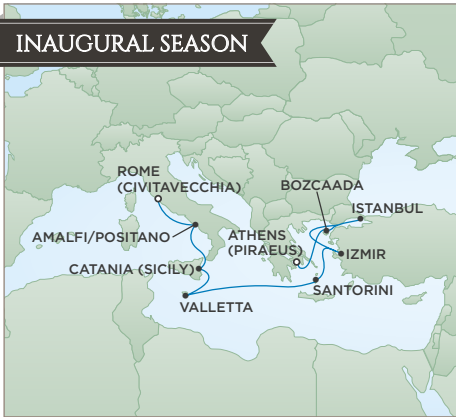 INAUGURAL SEASON
ROME
(CIVITAVECCHIA)
BOZCAADA
ISTANBUL
AMALFI/POSITANO
ATHENS
(PIRAEUS)
IZMIR
CATANIA (SICILY)
SANTORINI
VALLETTA